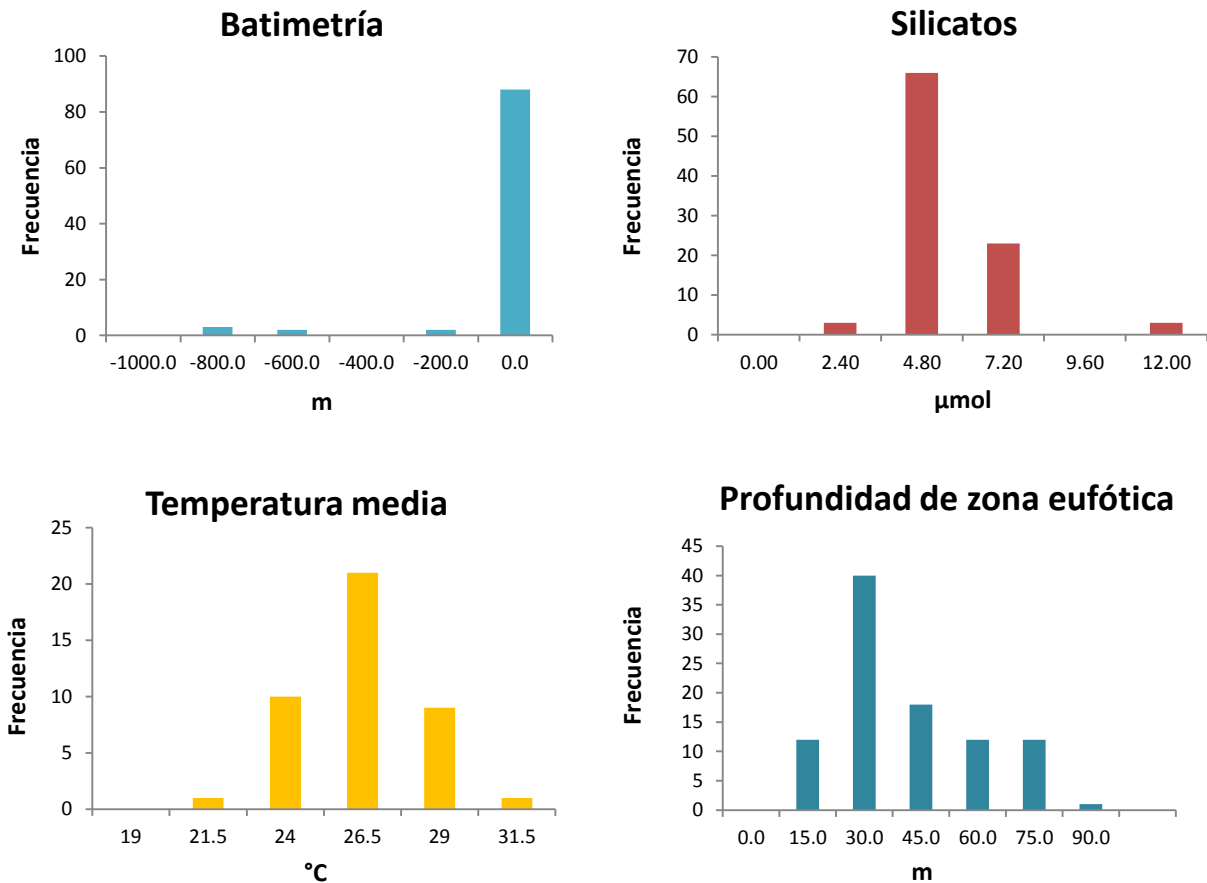 Batimetría
100
80
60
40
20
0
Frecuencia
-1000.0 -800.0 -600.0 -400.0 -200.0 0.0
m
Silicatos
70
60
50
40
30
20
10
0
Frecuencia
0.00 2.40 4.80 7.20 9.60 12.00
µmol
Temperatura media
25
20
15
10
5
0
Frecuencia
19 21.5 24 26.5 29 31.5
°C
Profundidad de zona eufótica
45
40
35
30
25
20
15
10
5
0
Frecuencia
0.0 15.0 30.0 45.0 60.0 75.0 90.0
m